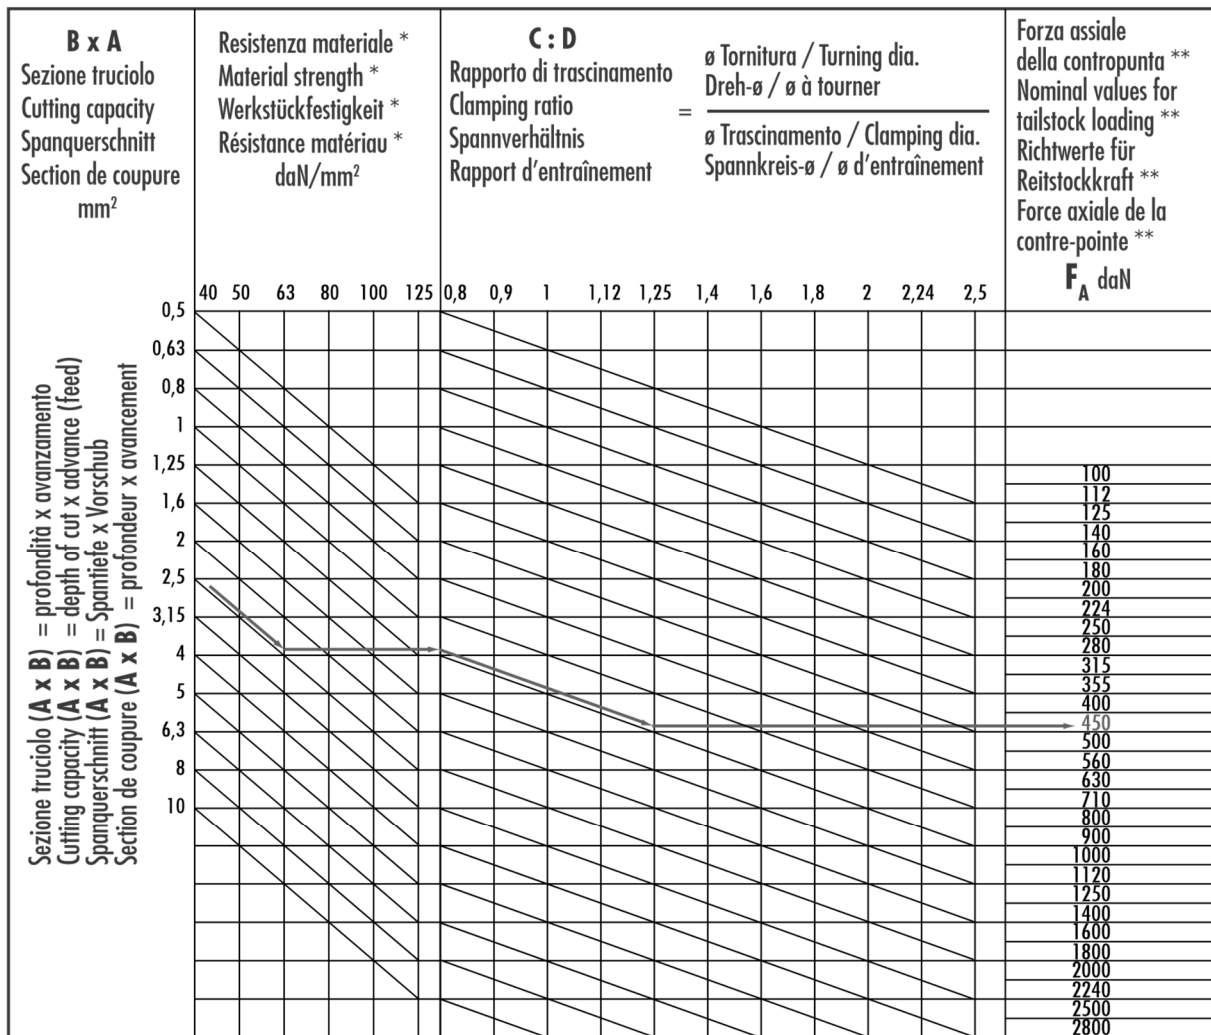 B x A
Sezione truciolo
Cutting capacity
Spanquerschnitt
Section de coupure
mm²
Resistenza materiale *
Material strength *
Werkstückfestigkeit *
Résistance matériau *
daN/mm²
C : D
Rapporto di trascinamento
Clamping ratio
Spannverhältnis
Rapport d'entraînement
=
ø Tornitura / Turning dia.
Dreh-ø / ø à tourner
ø Trascinamento / Clamping dia.
Spannkreis-ø / ø d'entraînement
Forza assiale
della contropunta **
Nominal values for
tailstock loading **
Richtwerte für
Reitstockkraft **
Force axiale de la
contre-pointe **
F_A daN
40 50 63 80 100 125 0,8 0,9 1 1,12 1,25 1,4 1,6 1,8 2 2,24 2,5
0,5
0,63
0,8
1
1,25
1,6
2
2,5
3,15
4
5
6,3
8
10
Sezione truciolo (A x B) = profondità x avanzamento
Cutting capacity (A x B) = depth of cut x advance (feed)
Spanquerschnitt (A x B) = Spantiefe x Vorschub
Section de coupure (A x B) = profondeur x avancement
100
112
125
140
160
180
200
224
250
280
315
355
400
450
500
560
630
710
800
900
1000
1120
1250
1400
1600
1800
2000
2240
2500
2800